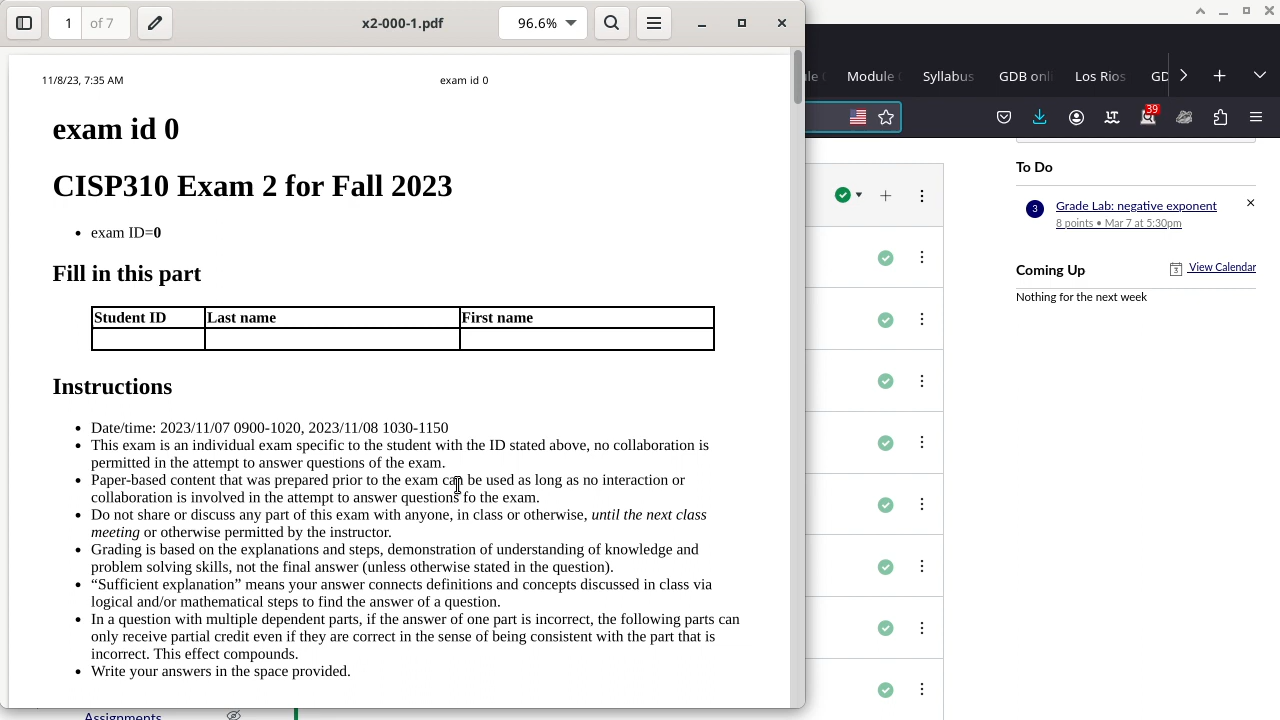 1 of 7
x2-000-1.pdf
96.6%
11/8/23, 7:35 AM
exam id 0
exam id 0
CISP310 Exam 2 for Fall 2023
• exam ID=0
Fill in this part
Student ID Last name First name
Instructions
• Date/time: 2023/11/07 0900-1020, 2023/11/08 1030-1150
• This exam is an individual exam specific to the student with the ID stated above, no collaboration is
permitted in the attempt to answer questions of the exam.
• Paper-based content that was prepared prior to the exam can be used as long as no interaction or
collaboration is involved in the attempt to answer questions fo the exam.
• Do not share or discuss any part of this exam with anyone, in class or otherwise, until the next class
meeting or otherwise permitted by the instructor.
• Grading is based on the explanations and steps, demonstration of understanding of knowledge and
problem solving skills, not the final answer (unless otherwise stated in the question).
• “Sufficient explanation” means your answer connects definitions and concepts discussed in class via
logical and/or mathematical steps to find the answer of a question.
• In a question with multiple dependent parts, if the answer of one part is incorrect, the following parts can
only receive partial credit even if they are correct in the sense of being consistent with the part that is
incorrect. This effect compounds.
• Write your answers in the space provided.
Module
Syllabus
GDB onl
Los Rios
GD
39
To Do
3
Grade Lab: negative exponent
8 points • Mar 7 at 5:30pm
Coming Up
3
View Calendar
Nothing for the next week
Assignments